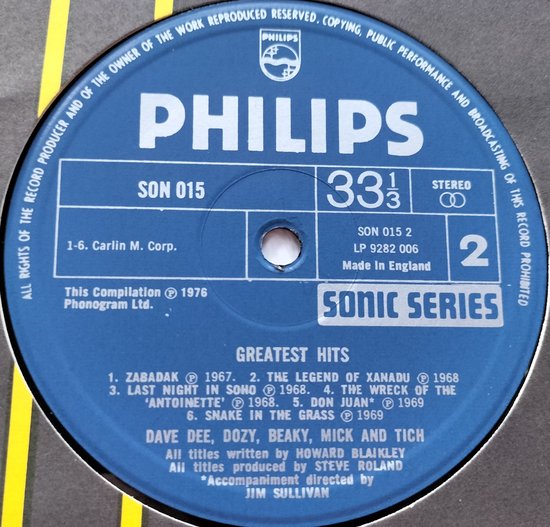 ALL RIGHTS OF THE RECORD PRODUCER AND OF THE OWNER OF THE WORK REPRODUCED RESERVED. COPYING, PUBLIC PERFORMANCE AND BROADCASTING OF THIS RECORD PROHIBITED
PHILIPS
PHILIPS
SON 015
33 1/3
STEREO
1-6. Carlin M. Corp.
SON 015 2
LP 9282 006
Made in England
2
This Compilation ℗ 1976
Phonogram Ltd.
SONIC SERIES
GREATEST HITS
1. ZABADAK ℗ 1967. 2. THE LEGEND OF XANADU ℗ 1968
3. LAST NIGHT IN SOHO ℗ 1968. 4. THE WRECK OF THE
'ANTOINETTE' ℗ 1968. 5. DON JUAN* ℗ 1969
6. SNAKE IN THE GRASS ℗ 1969
DAVE DEE, DOZY, BEAKY, MICK AND TICH
All titles written by HOWARD BLAIKLEY
All titles produced by STEVE ROLAND
*Accompaniment directed by
JIM SULLIVAN